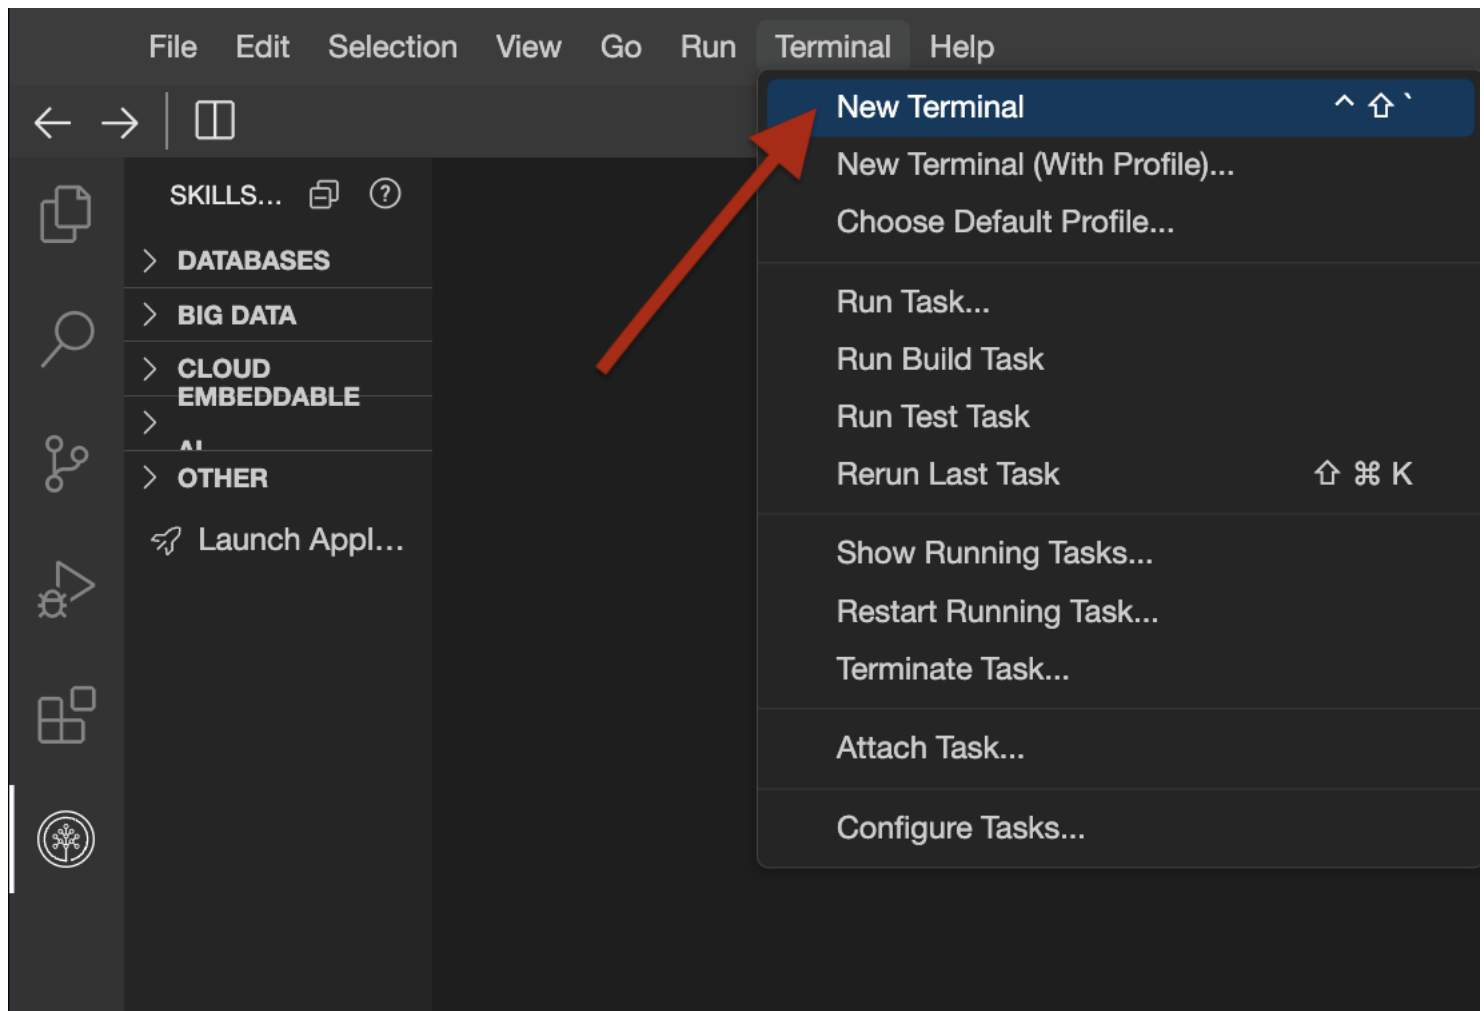 File Edit Selection View Go Run Terminal Help
New Terminal ^ ⇧ `
New Terminal (With Profile)...
Choose Default Profile...
Run Task...
Run Build Task
Run Test Task
Rerun Last Task ⇧ ⌘ K
Show Running Tasks...
Restart Running Task...
Terminate Task...
Attach Task...
Configure Tasks...
SKILLS...
DATABASES
BIG DATA
CLOUD
EMBEDDABLE
AI
OTHER
Launch Appl...